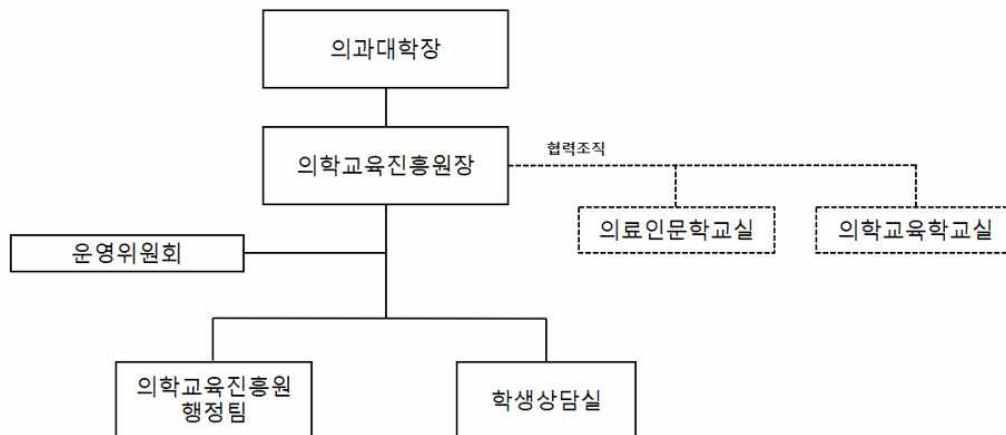 의과대학장
의학교육진흥원장
협력조직
의료인문학교실
의학교육학교실
운영위원회
의학교육진흥원
행정팀
학생상담실